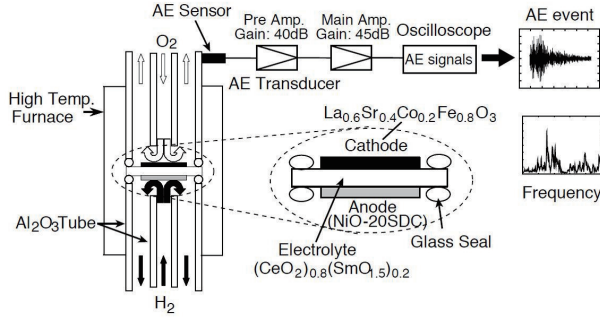 AE Sensor
O2
Pre Amp.
Gain: 40dB
Main Amp.
Gain: 45dB
Oscilloscope
AE signals
AE event
AE Transducer
High Temp.
Furnace
La0.6Sr0.4Co0.2Fe0.8O3
Cathode
Anode
(NiO-20SDC)
Frequency
Al2O3Tube
Electrolyte
(CeO2)0.8(SmO1.5)0.2
Glass Seal
H2